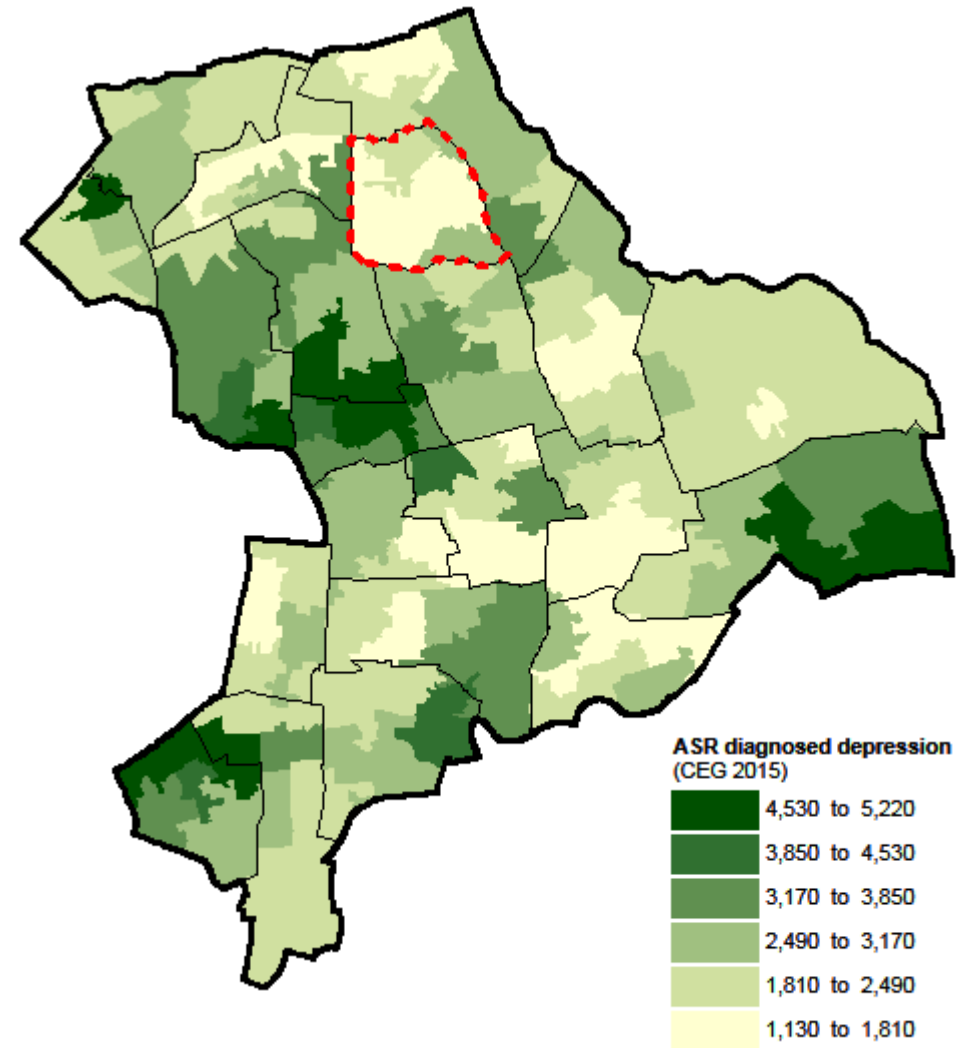 ASR diagnosed depression
(CEG 2015)
4,530 to 5,220
3,850 to 4,530
3,170 to 3,850
2,490 to 3,170
1,810 to 2,490
1,130 to 1,810